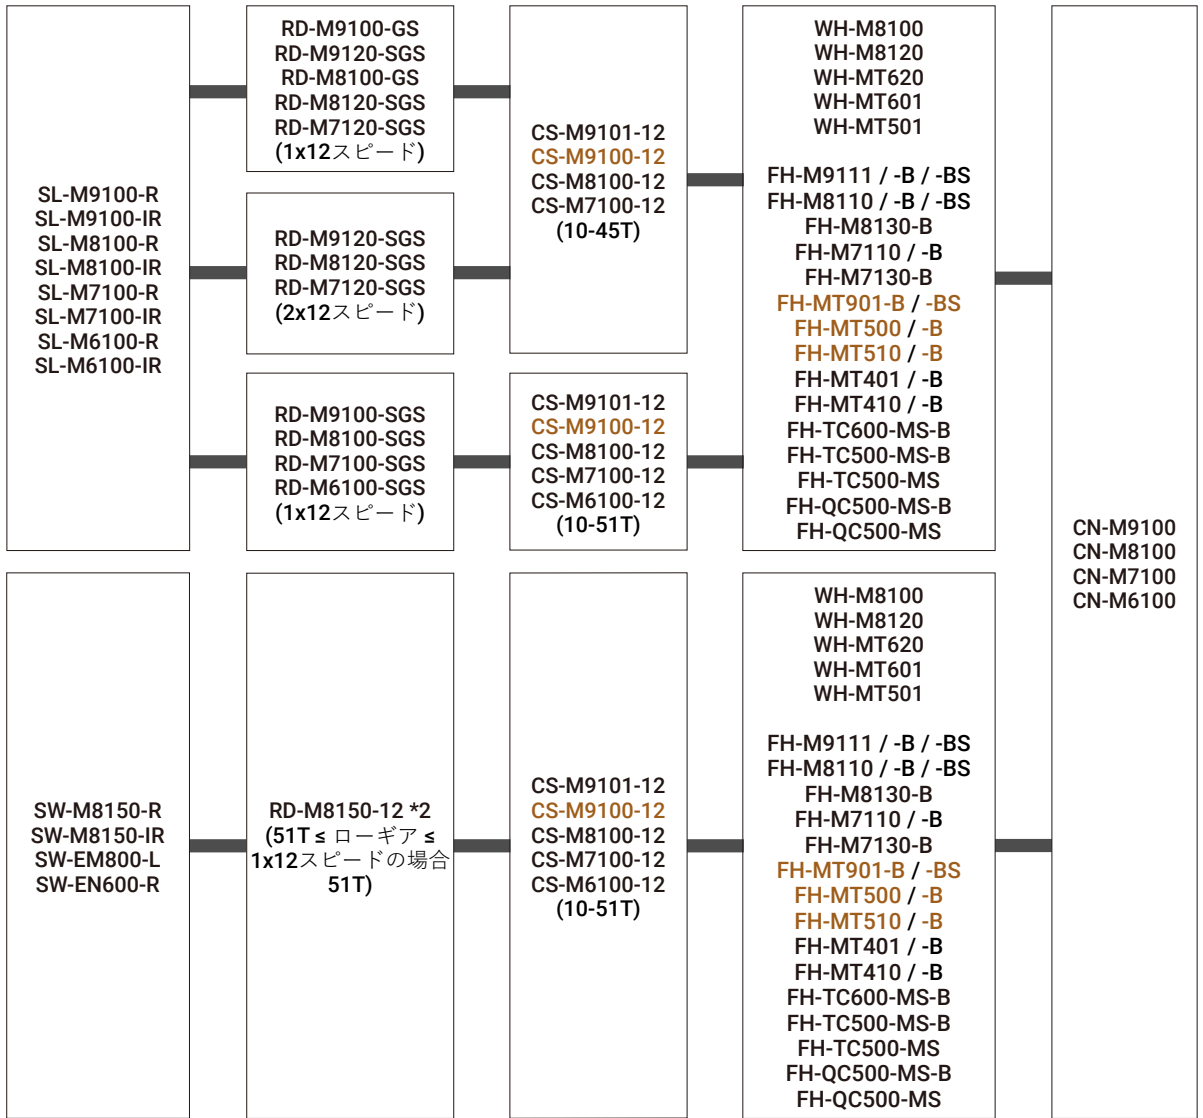 SL-M9100-R
SL-M9100-IR
SL-M8100-R
SL-M8100-IR
SL-M7100-R
SL-M7100-IR
SL-M6100-R
SL-M6100-IR
RD-M9100-GS
RD-M9120-SGS
RD-M8100-GS
RD-M8120-SGS
RD-M7120-SGS
(1x12スピード)
RD-M9120-SGS
RD-M8120-SGS
RD-M7120-SGS
(2x12スピード)
RD-M9100-SGS
RD-M8100-SGS
RD-M7100-SGS
RD-M6100-SGS
(1x12スピード)
CS-M9101-12
CS-M9100-12
CS-M8100-12
CS-M7100-12
(10-45T)
CS-M9101-12
CS-M9100-12
CS-M8100-12
CS-M7100-12
CS-M6100-12
(10-51T)
WH-M8100
WH-M8120
WH-MT620
WH-MT601
WH-MT501
FH-M9111 / -B / -BS
FH-M8110 / -B / -BS
FH-M8130-B
FH-M7110 / -B
FH-M7130-B
FH-MT901-B / -BS
FH-MT500 / -B
FH-MT510 / -B
FH-MT401 / -B
FH-MT410 / -B
FH-TC600-MS-B
FH-TC500-MS-B
FH-TC500-MS
FH-QC500-MS-B
FH-QC500-MS
SW-M8150-R
SW-M8150-IR
SW-EM800-L
SW-EN600-R
RD-M8150-12 *2
(51T ≤ ローギア ≤
1x12スピードの場合
51T)
CS-M9101-12
CS-M9100-12
CS-M8100-12
CS-M7100-12
CS-M6100-12
(10-51T)
WH-M8100
WH-M8120
WH-MT620
WH-MT601
WH-MT501
FH-M9111 / -B / -BS
FH-M8110 / -B / -BS
FH-M8130-B
FH-M7110 / -B
FH-M7130-B
FH-MT901-B / -BS
FH-MT500 / -B
FH-MT510 / -B
FH-MT401 / -B
FH-MT410 / -B
FH-TC600-MS-B
FH-TC500-MS-B
FH-TC500-MS
FH-QC500-MS-B
FH-QC500-MS
CN-M9100
CN-M8100
CN-M7100
CN-M6100